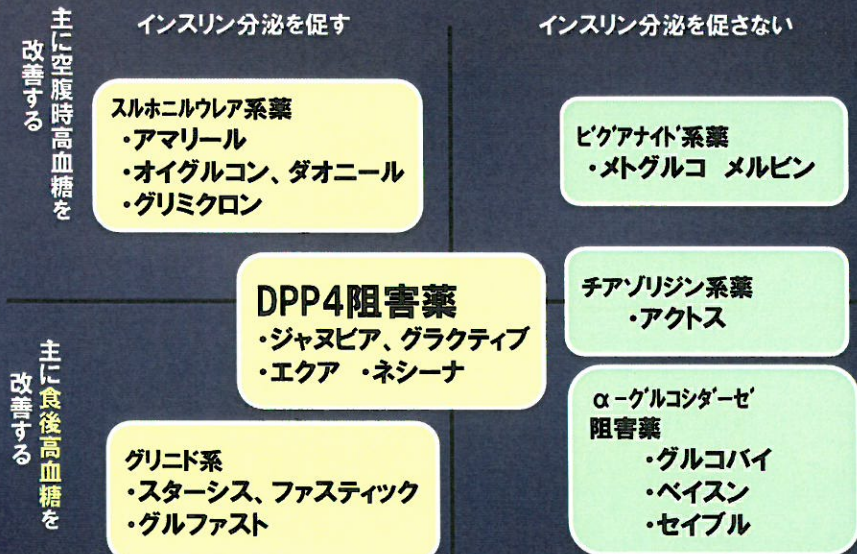 インスリン分泌を促す
インスリン分泌を促さない
主に空腹時高血糖を
改善する
スルホニルウレア系薬
・アマリール
・オイグルコン、ダオニール
・グリミクロン
ビグアナイド系薬
・メトグルコ メルビン
DPP4阻害薬
・ジャヌビア、グラクティブ
・エクア ・ネシーナ
チアゾリジン系薬
・アクトス
主に食後高血糖を
改善する
グリニド系
・スターシス、ファスティック
・グルファスト
α-グルコシダーゼ
阻害薬
・グルコバイ
・ベイスン
・セイブル